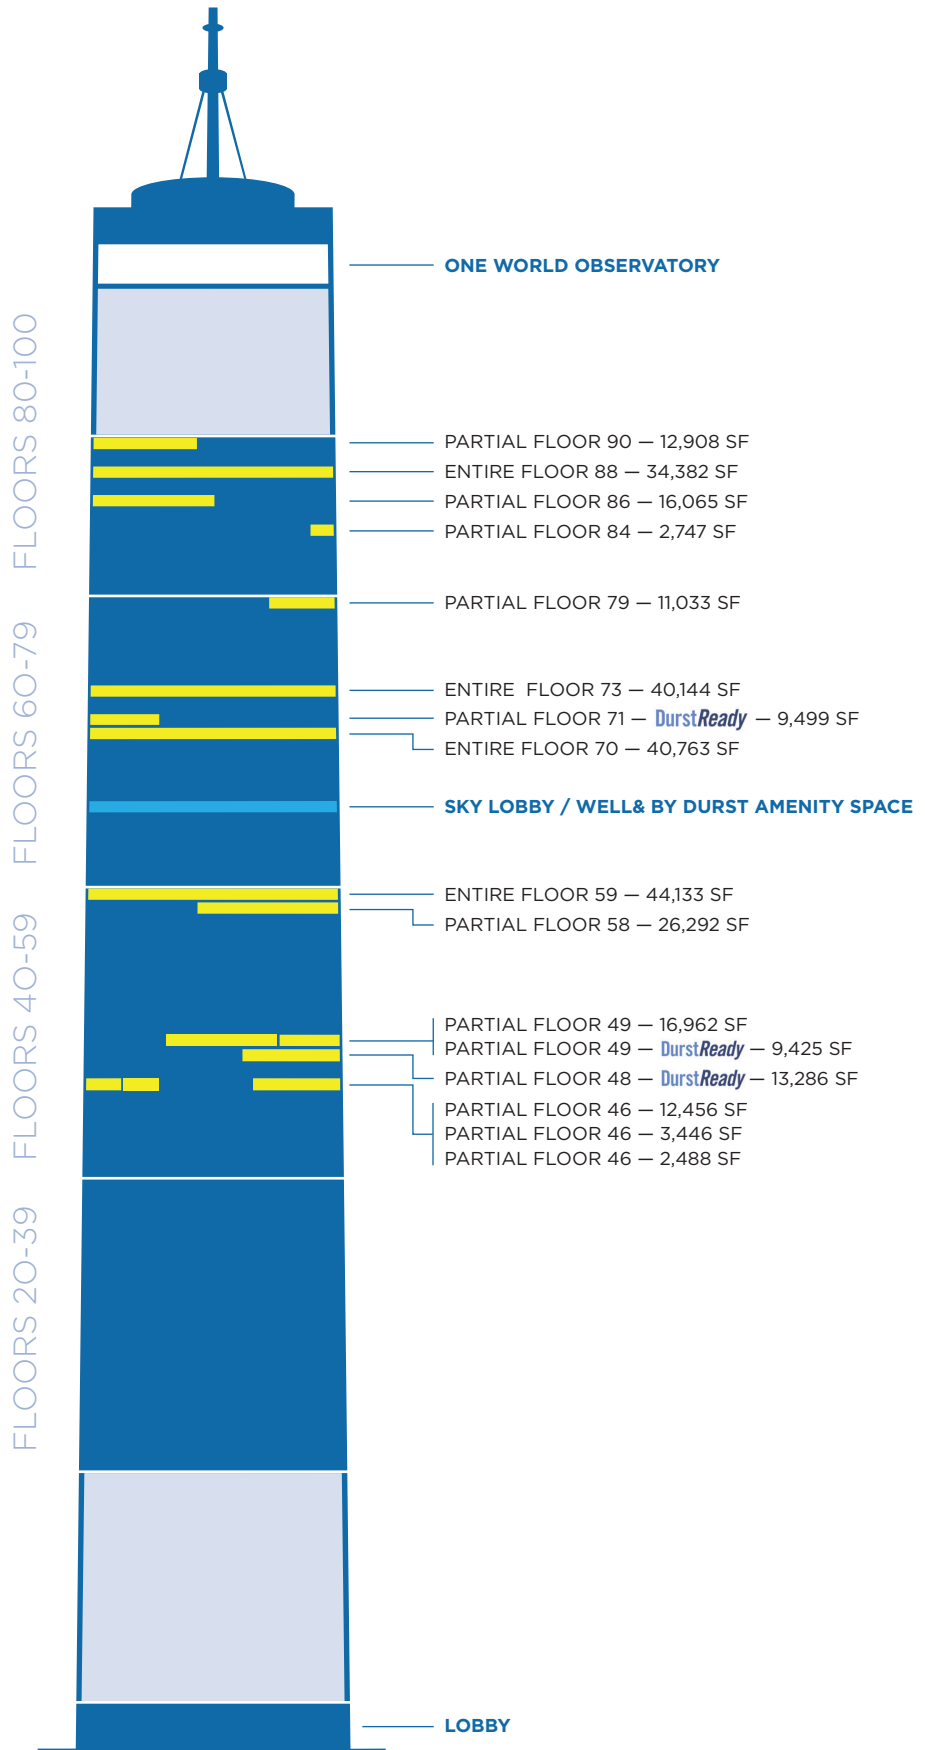 ONE WORLD OBSERVATORY
FLOORS 80-100
PARTIAL FLOOR 90 — 12,908 SF
ENTIRE FLOOR 88 — 34,382 SF
PARTIAL FLOOR 86 — 16,065 SF
PARTIAL FLOOR 84 — 2,747 SF
FLOORS 60-79
PARTIAL FLOOR 79 — 11,033 SF
ENTIRE FLOOR 73 — 40,144 SF
PARTIAL FLOOR 71 — DurstReady — 9,499 SF
ENTIRE FLOOR 70 — 40,763 SF
SKY LOBBY / WELL& BY DURST AMENITY SPACE
FLOORS 40-59
ENTIRE FLOOR 59 — 44,133 SF
PARTIAL FLOOR 58 — 26,292 SF
PARTIAL FLOOR 49 — 16,962 SF
PARTIAL FLOOR 49 — DurstReady — 9,425 SF
PARTIAL FLOOR 48 — DurstReady — 13,286 SF
PARTIAL FLOOR 46 — 12,456 SF
PARTIAL FLOOR 46 — 3,446 SF
PARTIAL FLOOR 46 — 2,488 SF
FLOORS 20-39
LOBBY